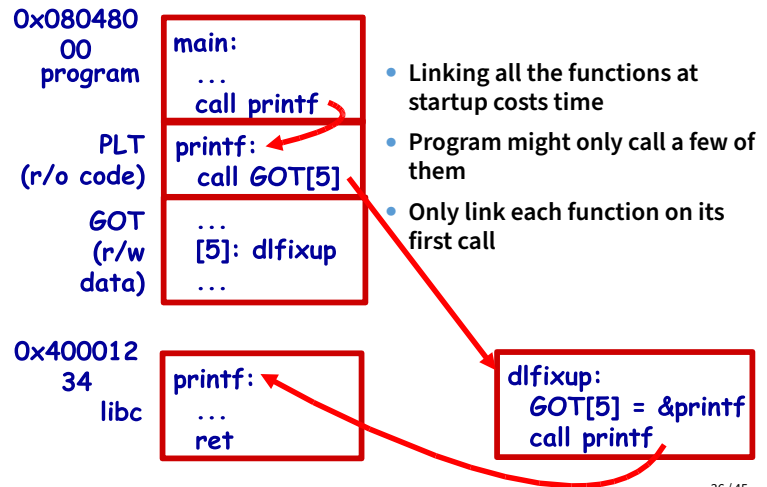 0x080480
00
program
main:
...
call printf
PLT
(r/o code)
printf:
call GOT[5]
GOT
(r/w
data)
...
[5]: dlfixup
...
• Linking all the functions at
startup costs time
• Program might only call a few of
them
• Only link each function on its
first call
0x400012
34
libc
printf:
...
ret
dlfixup:
GOT[5] = &printf
call printf